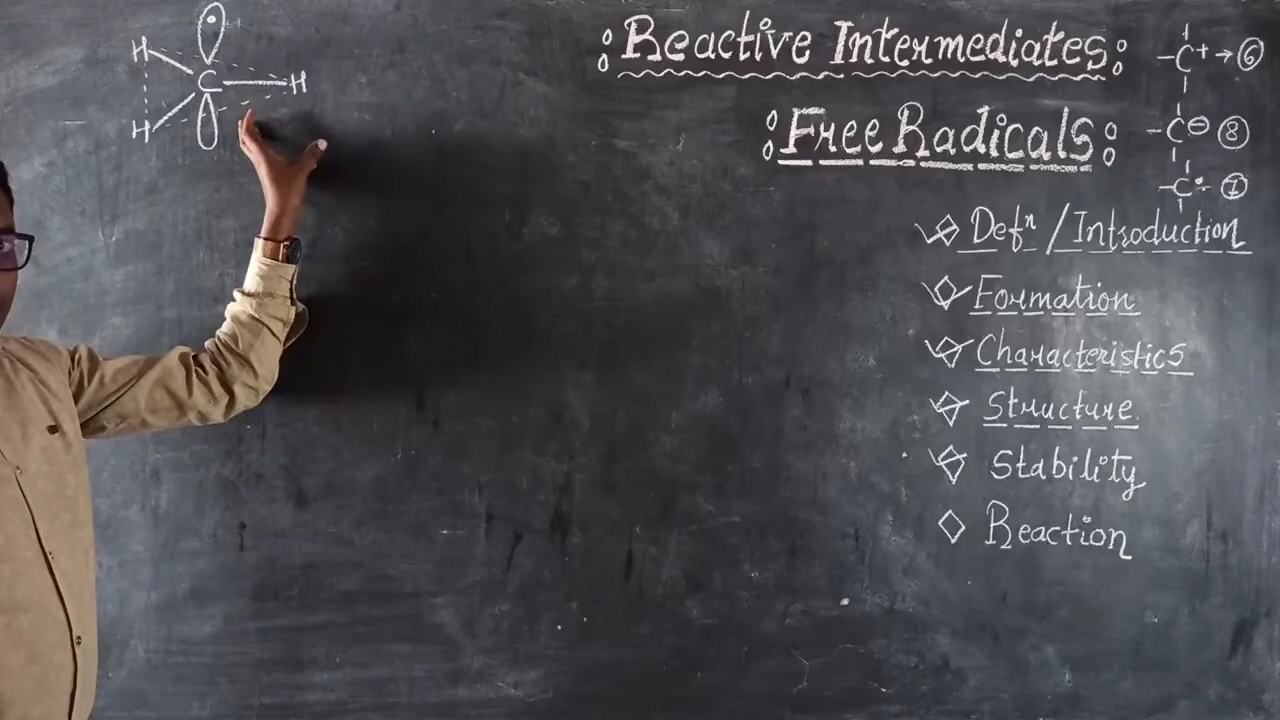 :Reactive Intermediates:
:Free Radicals:
Defⁿ / Introduction
Formation
Characteristics
Structure
Stability
Reaction
H
C H
H
-C+ → 6
-C⊖ 8
-C•- 7